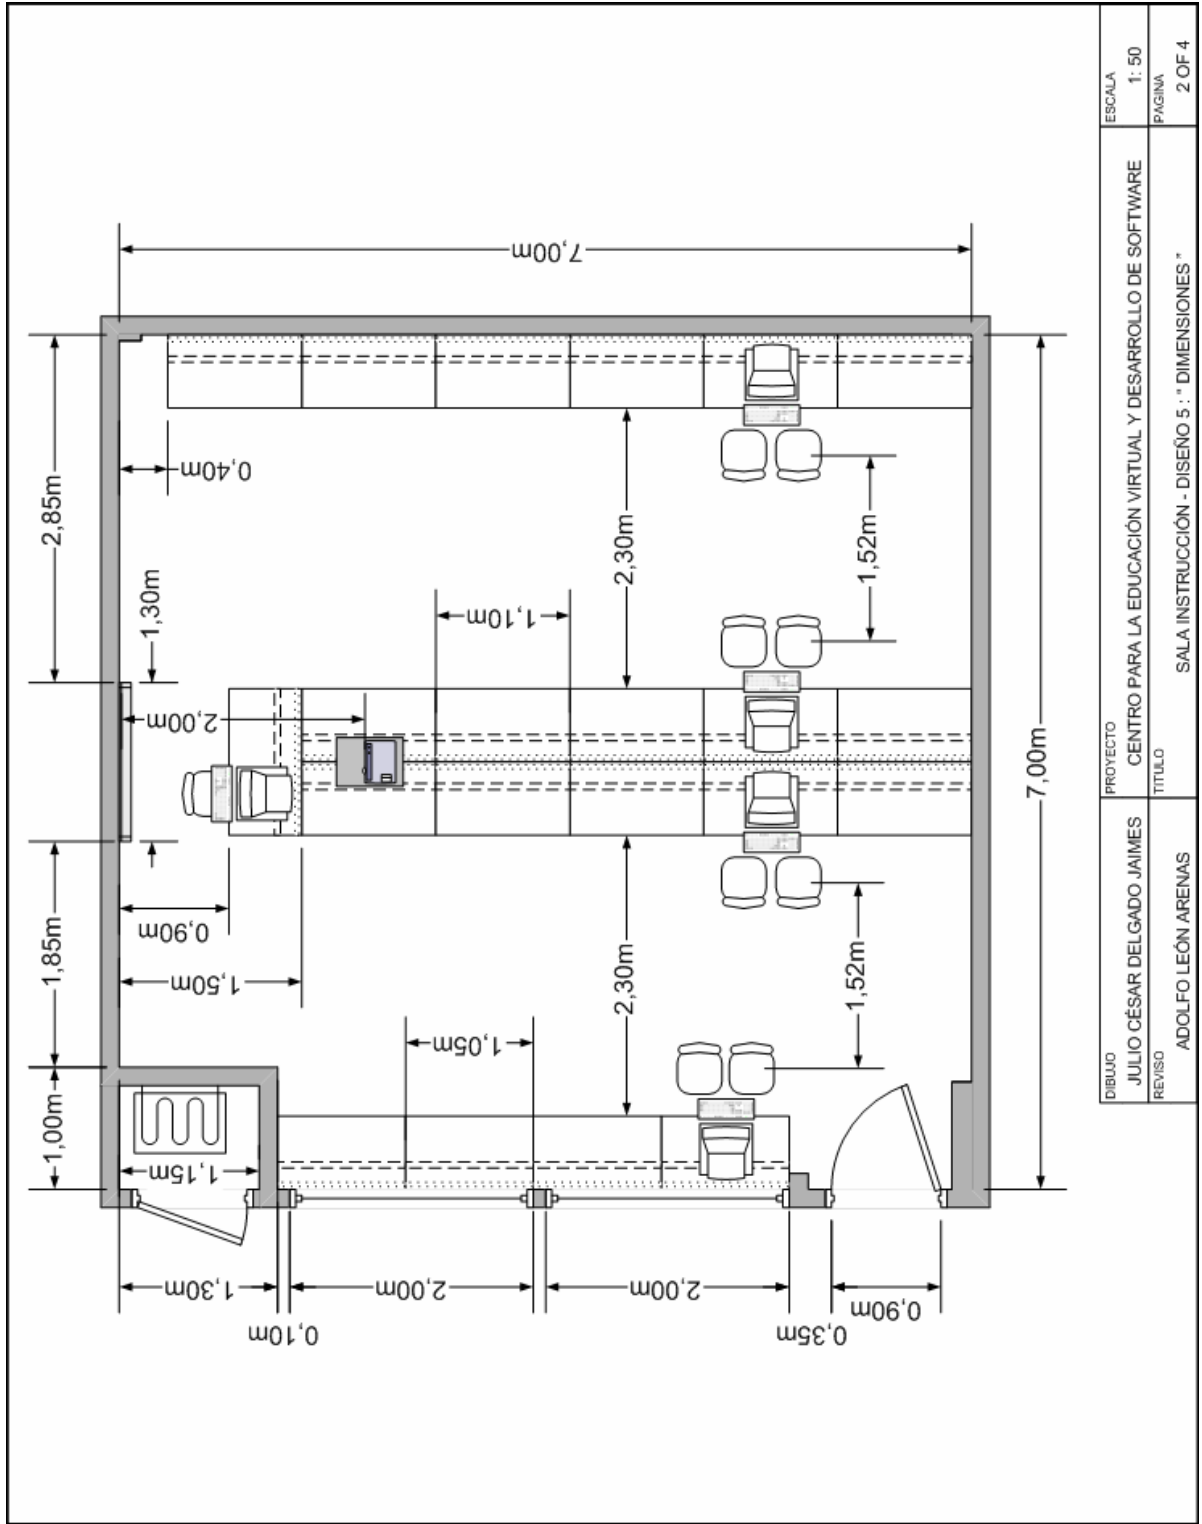 7,00m
2,85m
0,40m
2,30m
1,52m
1,30m
1,10m
2,00m
7,00m
1,85m
0,90m
1,50m
2,30m
1,52m
1,05m
1,00m
1,15m
1,30m
0,10m
2,00m
2,00m
0,35m
0,90m
DIBUJO
JULIO CÉSAR DELGADO JAIMES
REVISO
ADOLFO LEÓN ARENAS
PROYECTO
CENTRO PARA LA EDUCACIÓN VIRTUAL Y DESARROLLO DE SOFTWARE
TITULO
SALA INSTRUCCIÓN - DISEÑO 5 : " DIMENSIONES "
ESCALA
1: 50
PAGINA
2 OF 4